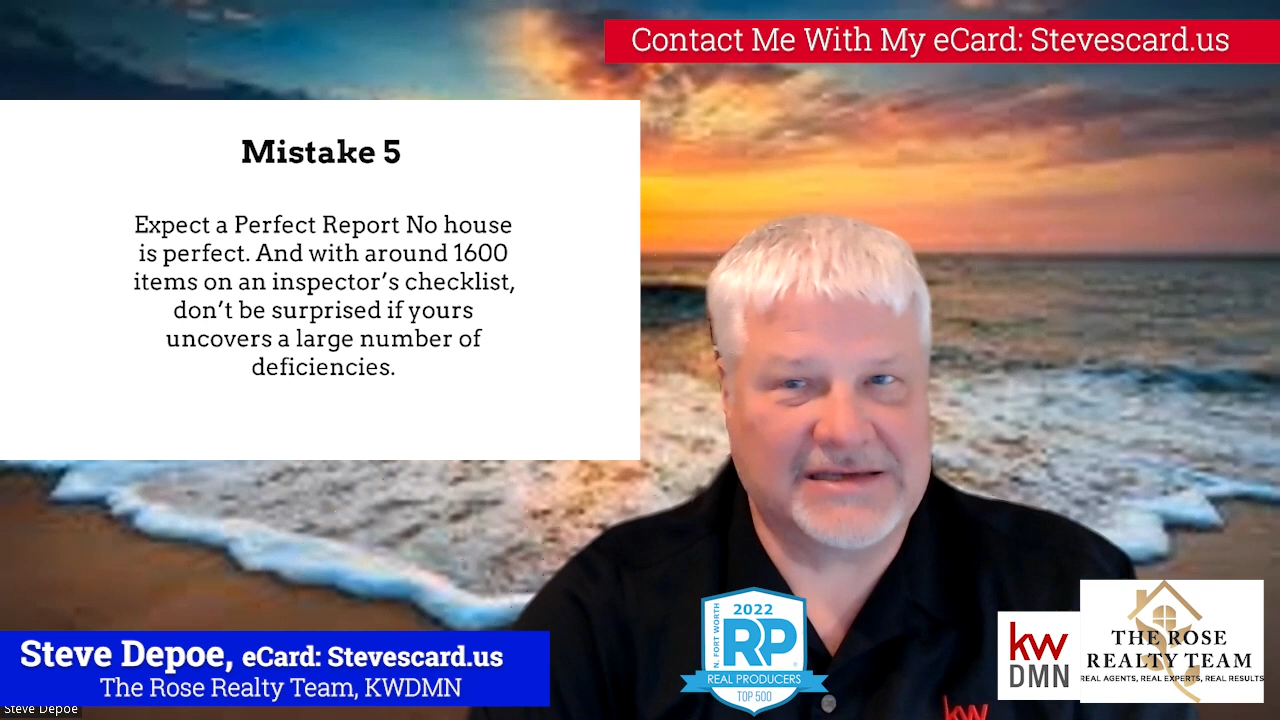 Contact Me With My eCard: Stevescard.us
Mistake 5
Expect a Perfect Report No house
is perfect. And with around 1600
items on an inspector’s checklist,
don’t be surprised if yours
uncovers a large number of
deficiencies.
Steve Depoe, eCard: Stevescard.us
The Rose Realty Team, KWDMN
Steve Depoe
2022
N. FORT WORTH
RP
REAL PRODUCERS
TOP 500
kw
kw
DMN
THE ROSE
REALTY TEAM
REAL AGENTS, REAL EXPERTS, REAL RESULTS